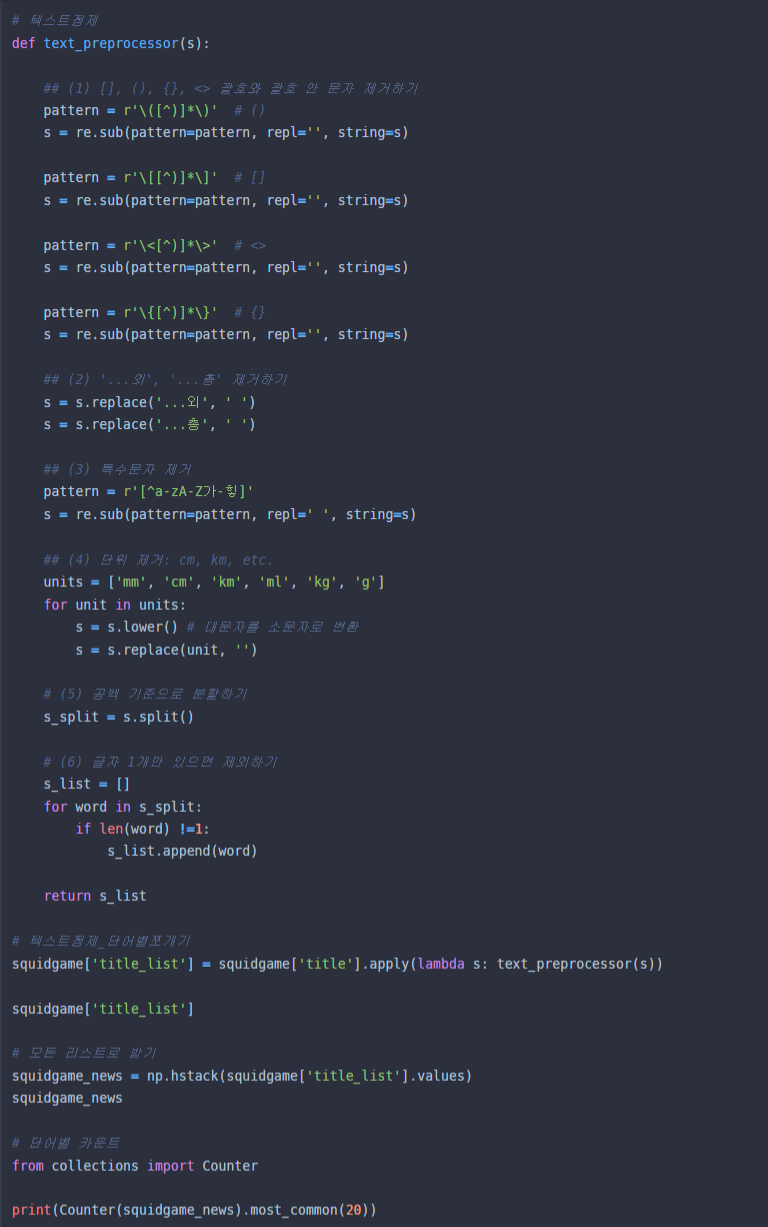 # 텍스트정제
def text_preprocessor(s):
## (1) [], (), {}, <> 괄호와 괄호 안 문자 제거하기
pattern = r'\([^)]*\)'  # ()
s = re.sub(pattern=pattern, repl='', string=s)
pattern = r'\[[^)]*\]'  # []
s = re.sub(pattern=pattern, repl='', string=s)
pattern = r'\<[^)]*\>'  # <>
s = re.sub(pattern=pattern, repl='', string=s)
pattern = r'\{[^)]*\}'  # {}
s = re.sub(pattern=pattern, repl='', string=s)
## (2) '...외', '...총' 제거하기
s = s.replace('...외', ' ')
s = s.replace('...총', ' ')
## (3) 특수문자 제거
pattern = r'[^a-zA-Z가-힣]'
s = re.sub(pattern=pattern, repl=' ', string=s)
## (4) 단위 제거: cm, km, etc.
units = ['mm', 'cm', 'km', 'ml', 'kg', 'g']
for unit in units:
s = s.lower() # 대문자를 소문자로 변환
s = s.replace(unit, '')
# (5) 공백 기준으로 분할하기
s_split = s.split()
# (6) 글자 1개만 있으면 제외하기
s_list = []
for word in s_split:
if len(word) !=1:
s_list.append(word)
return s_list
# 텍스트정제_단어별쪼개기
squidgame['title_list'] = squidgame['title'].apply(lambda s: text_preprocessor(s))
squidgame['title_list']
# 모든 리스트로 받기
squidgame_news = np.hstack(squidgame['title_list'].values)
squidgame_news
# 단어별 카운트
from collections import Counter
print(Counter(squidgame_news).most_common(20))